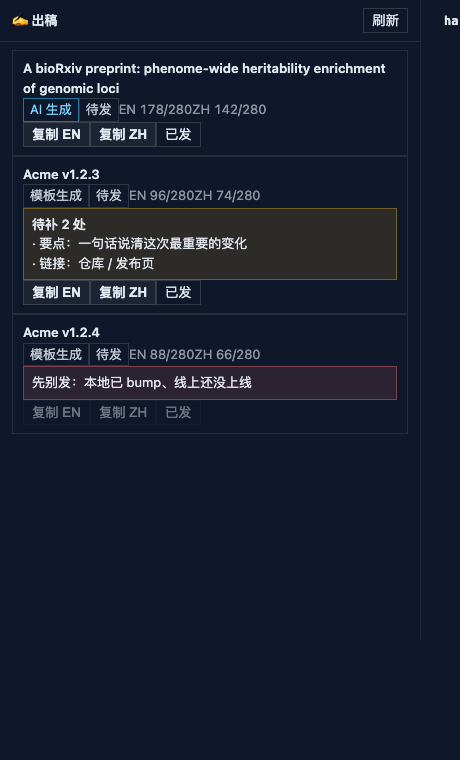 ✍️ 出稿
刷新
ha
A bioRxiv preprint: phenome-wide heritability enrichment
of genomic loci
AI 生成 待发 EN 178/280ZH 142/280
复制 EN 复制 ZH 已发
Acme v1.2.3
模板生成 待发 EN 96/280ZH 74/280
待补 2 处
· 要点：一句话说清这次最重要的变化
· 链接：仓库 / 发布页
复制 EN 复制 ZH 已发
Acme v1.2.4
模板生成 待发 EN 88/280ZH 66/280
先别发：本地已 bump、线上还没上线
复制 EN 复制 ZH 已发